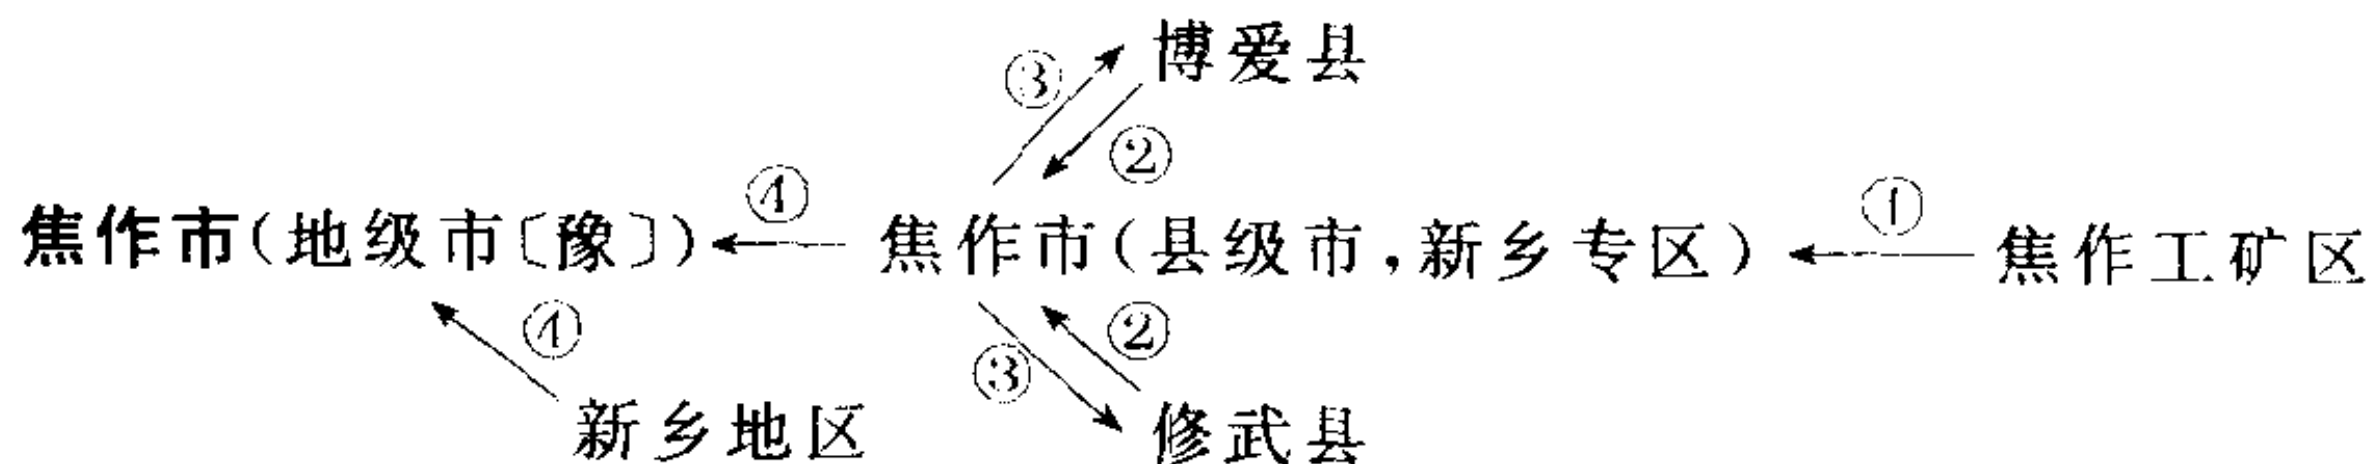 博爱县
③
②
④ ①
焦作市(地级市〔豫〕) 焦作市(县级市,新乡专区) 焦作工矿区
④ ②
③
新乡地区 修武县